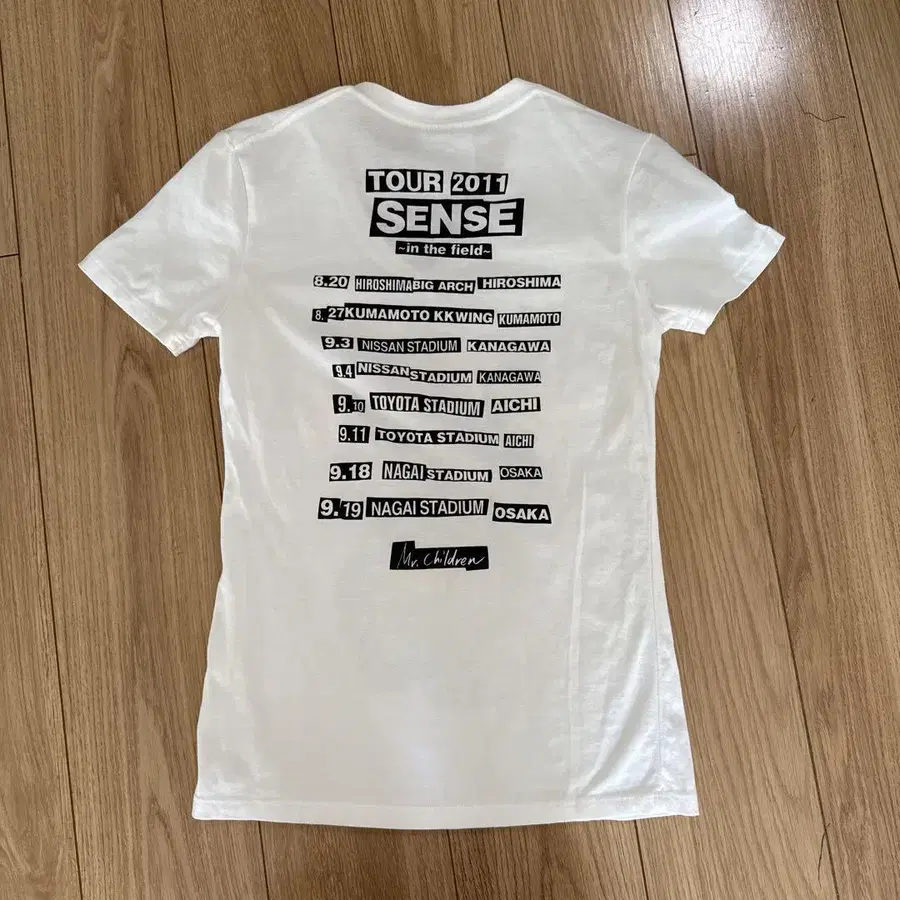 TOUR 2011
SENSE
~in the field~
8.20 HIROSHIMA BIG ARCH HIROSHIMA
8.27 KUMAMOTO KKWING KUMAMOTO
9.3 NISSAN STADIUM KANAGAWA
9.4 NISSAN STADIUM KANAGAWA
9.10 TOYOTA STADIUM AICHI
9.11 TOYOTA STADIUM AICHI
9.18 NAGAI STADIUM OSAKA
9.19 NAGAI STADIUM OSAKA
Mr. Children